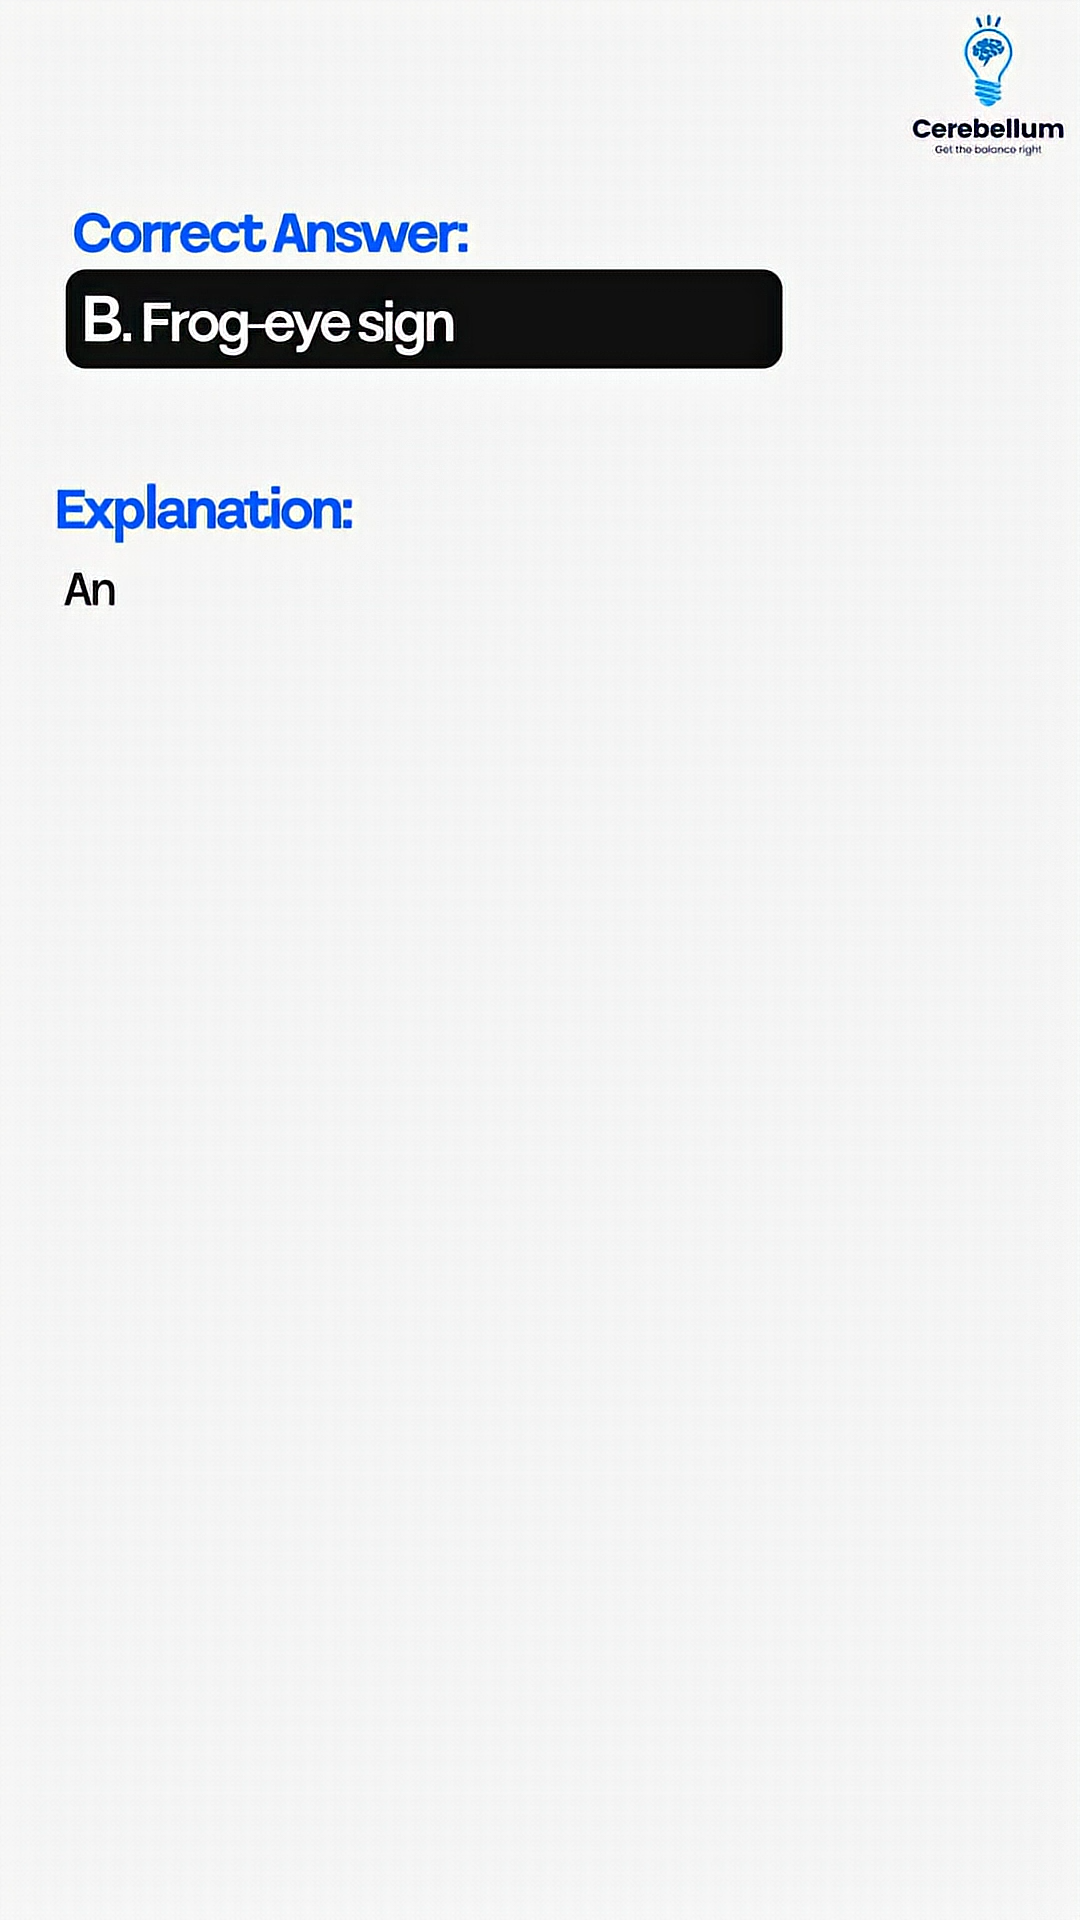 Cerebellum
Get the balance right
Correct Answer:
B. Frog-eye sign
Explanation:
An